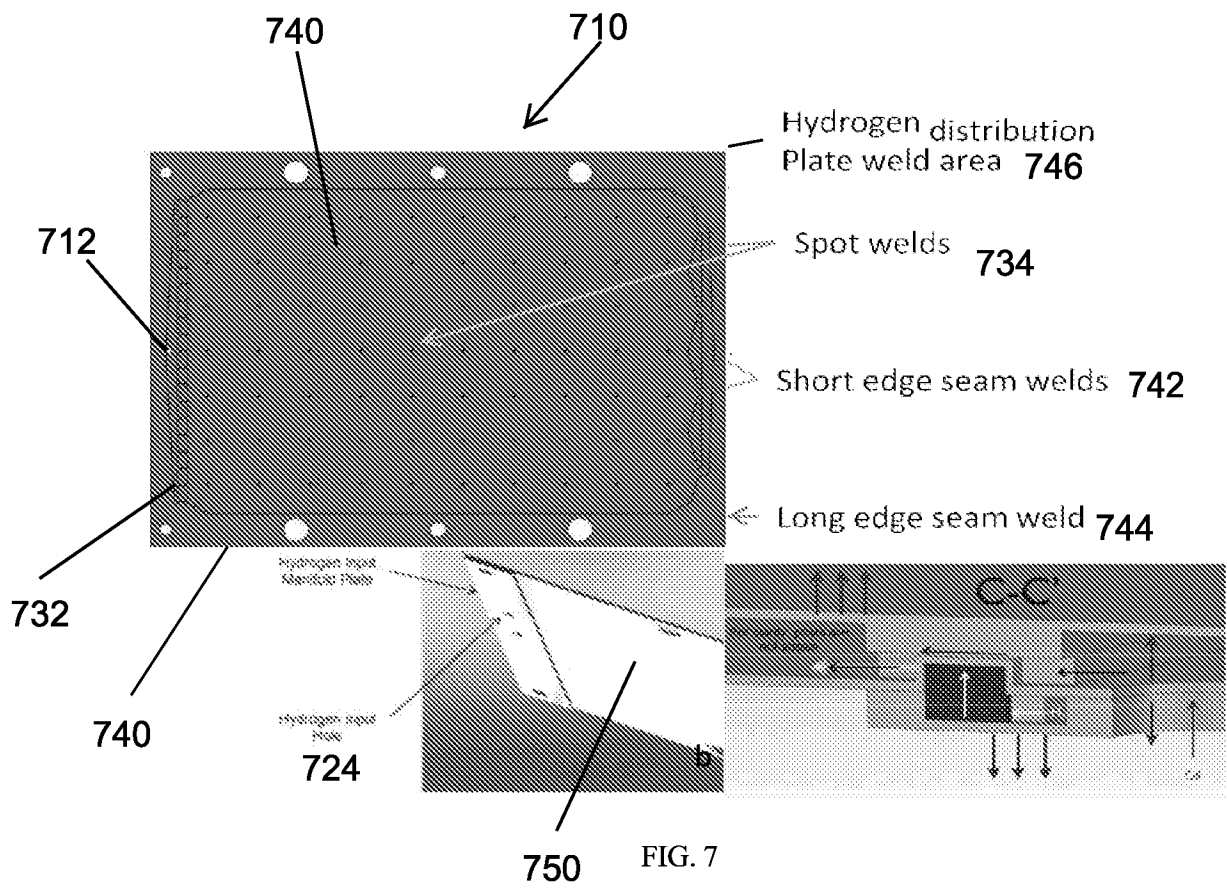 740
710
Hydrogen distribution
Plate weld area 746
712
Spot welds 734
Short edge seam welds 742
Long edge seam weld 744
732
Hydrogen Input
Manifold Plate
C-C'
740
Hydrogen Input
Hole
724
b
750
FIG. 7